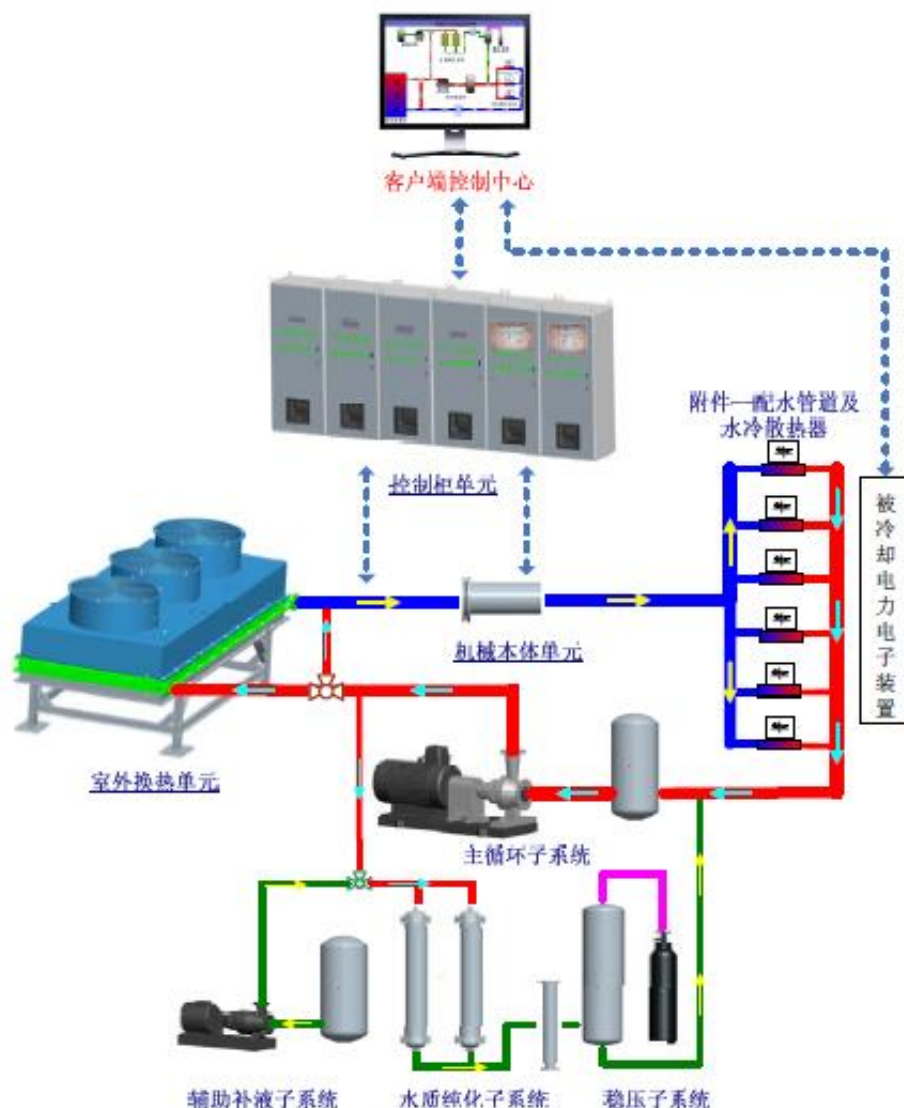 客户端控制中心
附件—配水管道及
水冷散热器
控制柜单元
被冷却电力电子装置
机械本体单元
室外换热单元
主循环子系统
辅助补液子系统
水质纯化子系统
稳压子系统